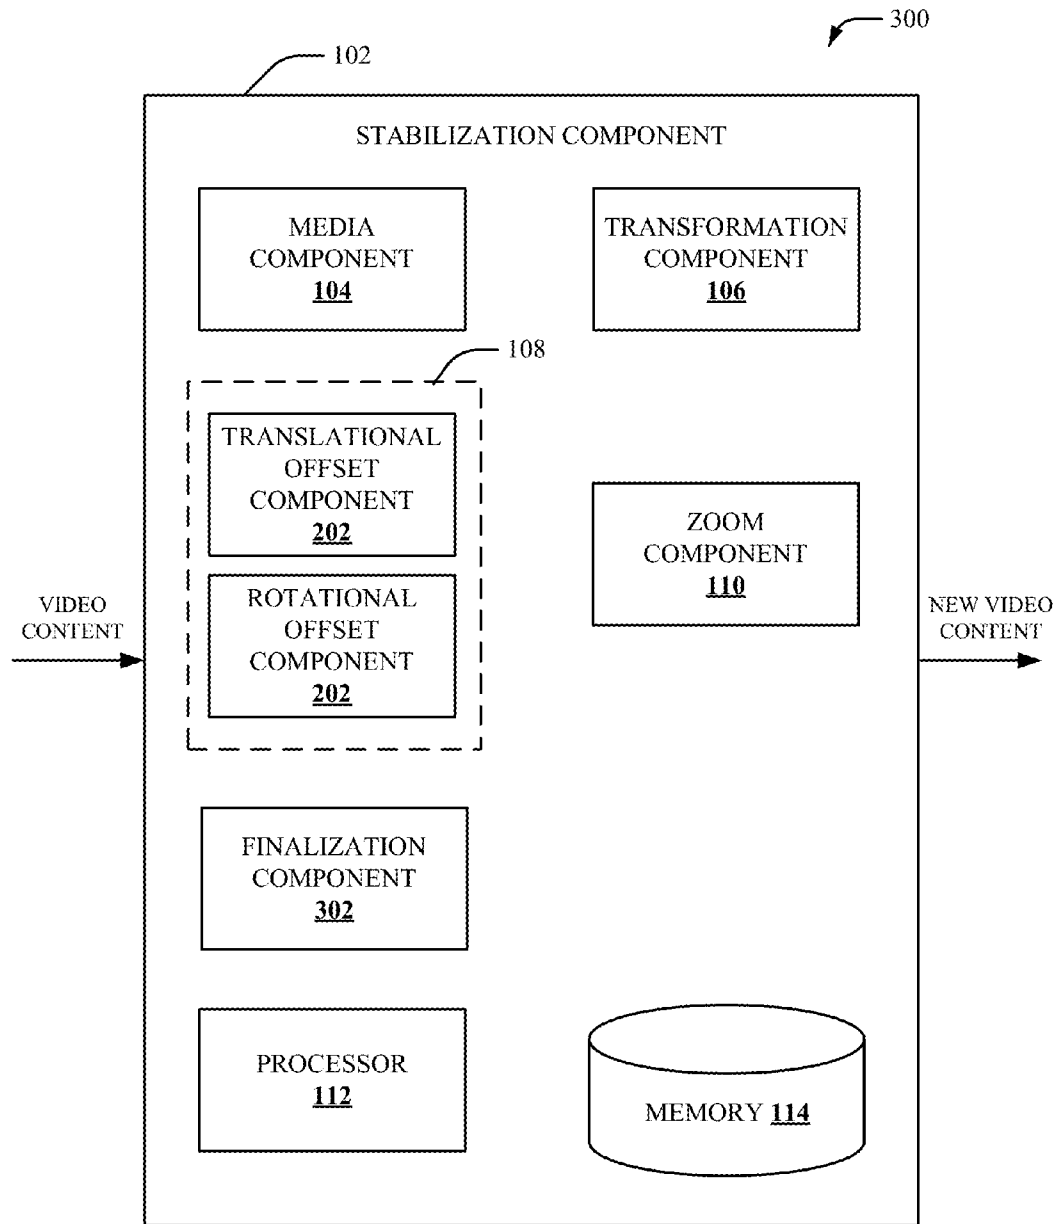 300
102
STABILIZATION COMPONENT
MEDIA
COMPONENT
104
TRANSFORMATION
COMPONENT
106
108
TRANSLATIONAL
OFFSET
COMPONENT
202
ROTATIONAL
OFFSET
COMPONENT
202
ZOOM
COMPONENT
110
VIDEO
CONTENT
NEW VIDEO
CONTENT
FINALIZATION
COMPONENT
302
PROCESSOR
112
MEMORY 114